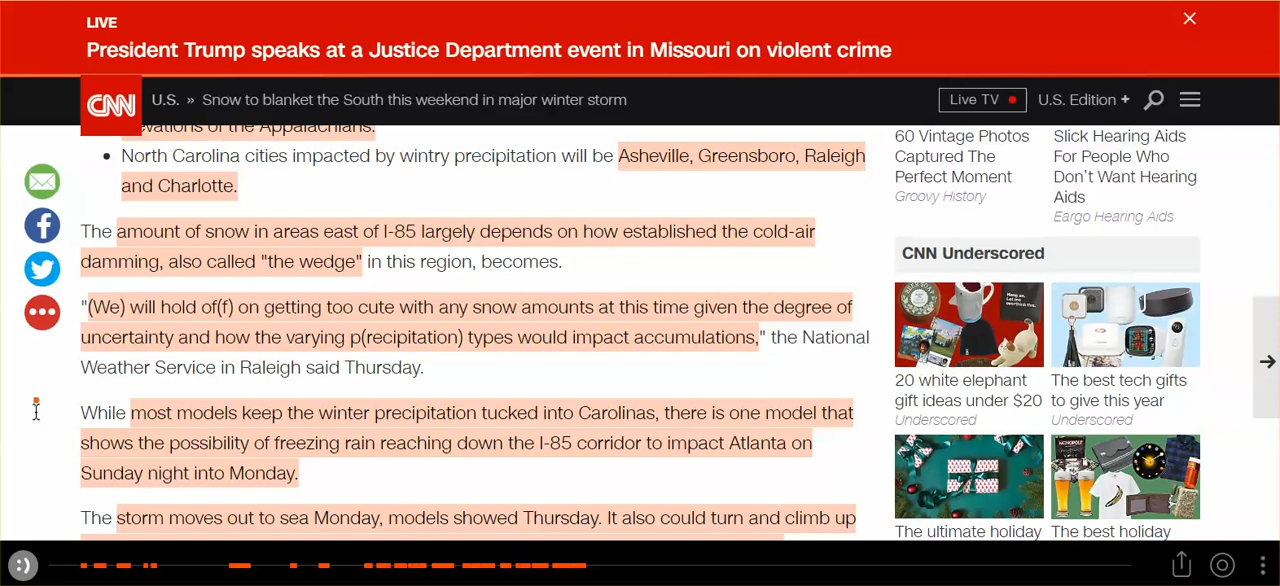 LIVE
President Trump speaks at a Justice Department event in Missouri on violent crime
CNN
U.S. » Snow to blanket the South this weekend in major winter storm
Live TV
U.S. Edition +
evations of the Appalachians.
• North Carolina cities impacted by wintry precipitation will be Asheville, Greensboro, Raleigh
and Charlotte.
The amount of snow in areas east of I-85 largely depends on how established the cold-air
damming, also called "the wedge" in this region, becomes.
"(We) will hold of(f) on getting too cute with any snow amounts at this time given the degree of
uncertainty and how the varying p(recipitation) types would impact accumulations," the National
Weather Service in Raleigh said Thursday.
While most models keep the winter precipitation tucked into Carolinas, there is one model that
shows the possibility of freezing rain reaching down the I-85 corridor to impact Atlanta on
Sunday night into Monday.
The storm moves out to sea Monday, models showed Thursday. It also could turn and climb up
60 Vintage Photos
Captured The
Perfect Moment
Groovy History
Slick Hearing Aids
For People Who
Don't Want Hearing
Aids
Eargo Hearing Aids
CNN Underscored
20 white elephant
gift ideas under $20
Underscored
The best tech gifts
to give this year
Underscored
MONOPOLY
The ultimate holiday
The best holiday
:)